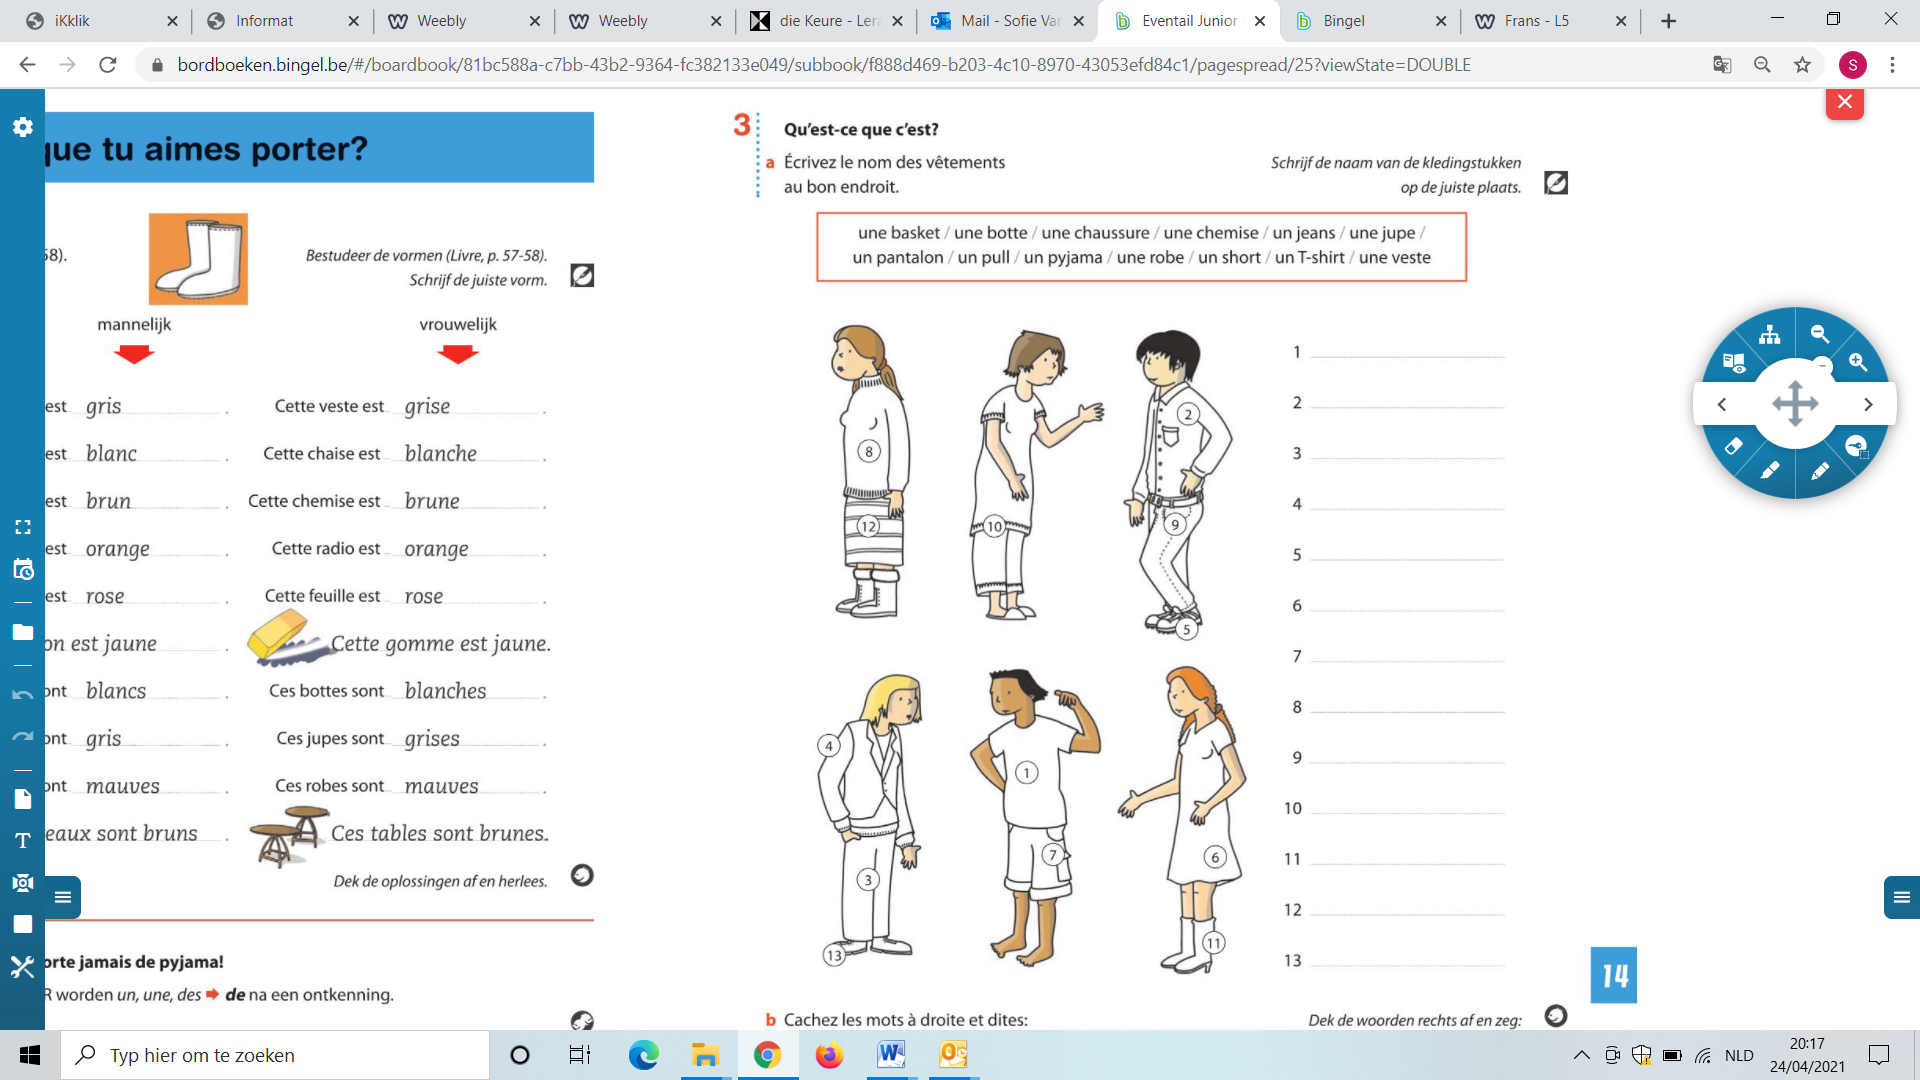 iKklik
Informat
Weebly
Weebly
die Keure - Lera
Mail - Sofie Var
Eventail Junior
Bingel
Frans - L5
bordboeken.bingel.be/#/boardbook/81bc588a-c7bb-43b2-9364-fc382133e049/subbook/f888d469-b203-4c10-8970-43053efd84c1/pagespread/25?viewState=DOUBLE
S
que tu aimes porter?
58).
Bestudeer de vormen (Livre, p. 57-58).
Schrijf de juiste vorm.
mannelijk vrouwelijk
est gris . Cette veste est grise .
est blanc . Cette chaise est blanche .
est brun . Cette chemise est brune .
est orange . Cette radio est orange .
est rose . Cette feuille est rose .
on est jaune . Cette gomme est jaune.
ont blancs . Ces bottes sont blanches .
ont gris . Ces jupes sont grises .
ont mauves . Ces robes sont mauves .
eaux sont bruns . Ces tables sont brunes.
Dek de oplossingen af en herlees.
orte jamais de pyjama!
R worden un, une, des de na een ontkenning.
3 Qu'est-ce que c'est?
a Écrivez le nom des vêtements
au bon endroit.
Schrijf de naam van de kledingstukken
op de juiste plaats.
une basket / une botte / une chaussure / une chemise / un jeans / une jupe /
un pantalon / un pull / un pyjama / une robe / un short / un T-shirt / une veste
8
12
10
2
9
5
4
3
13
1
7
6
11
1
2
3
4
5
6
7
8
9
10
11
12
13
14
b Cachez les mots à droite et dites:
Dek de woorden rechts af en zeg:
T
Typ hier om te zoeken
NLD
20:17
24/04/2021